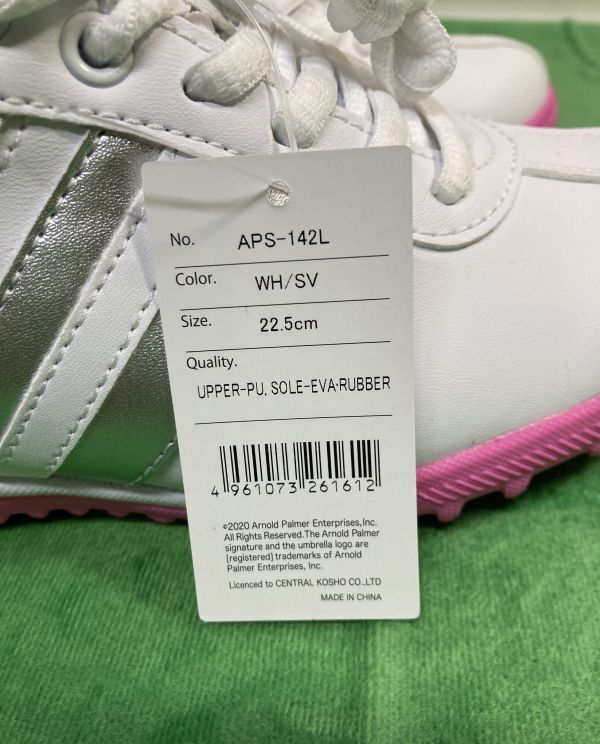 No. APS-142L
Color. WH/SV
Size. 22.5cm
Quality.
UPPER-PU, SOLE-EVA·RUBBER
4 961073 261612
©2020 Arnold Palmer Enterprises,Inc.
All Rights Reserved.The Arnold Palmer
signature and the umbrella logo are
[registered] trademarks of Arnold
Palmer Enterprises, Inc.
Licenced to CENTRAL KOSHO CO.,LTD
MADE IN CHINA